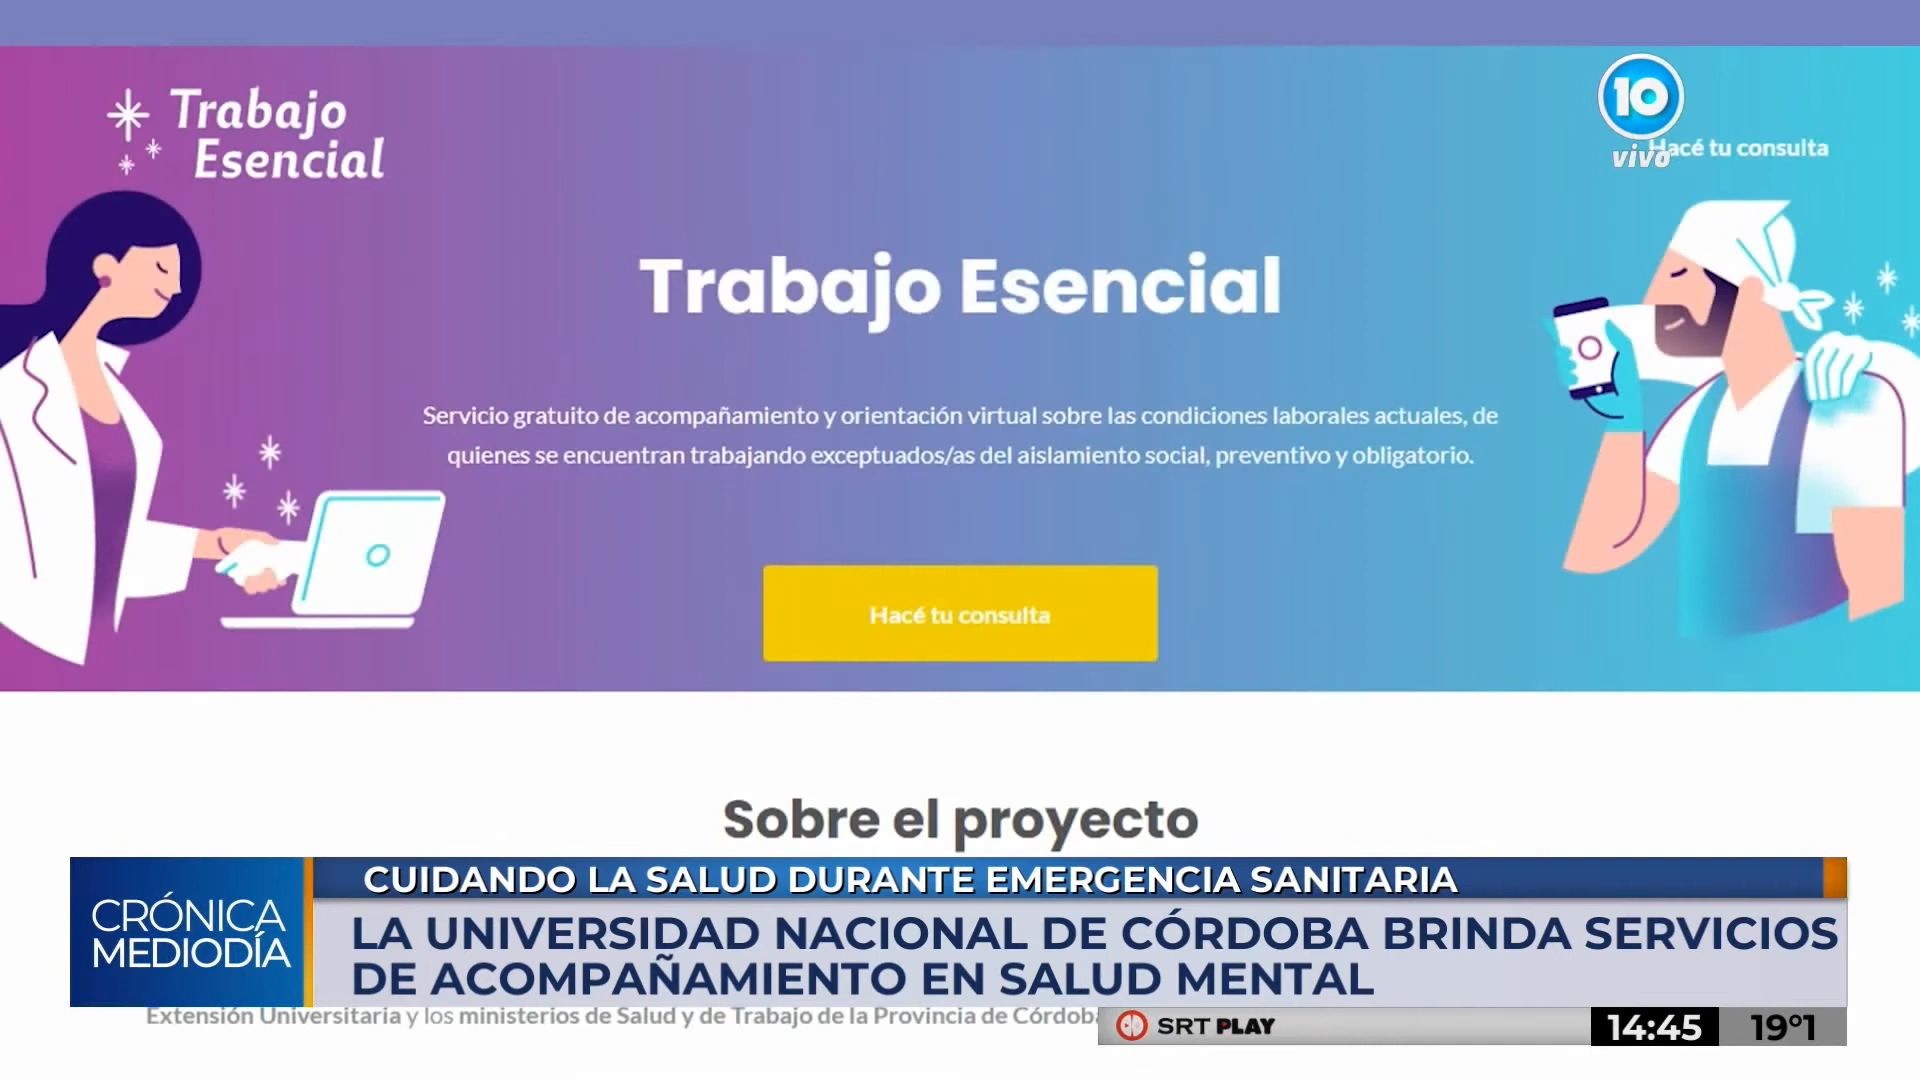 Trabajo
Esencial
10
vivo
Hacé tu consulta
Trabajo Esencial
Servicio gratuito de acompañamiento y orientación virtual sobre las condiciones laborales actuales, de
quienes se encuentran trabajando exceptuados/as del aislamiento social, preventivo y obligatorio.
Hacé tu consulta
Sobre el proyecto
CRÓNICA
MEDIODÍA
CUIDANDO LA SALUD DURANTE EMERGENCIA SANITARIA
LA UNIVERSIDAD NACIONAL DE CÓRDOBA BRINDA SERVICIOS
DE ACOMPAÑAMIENTO EN SALUD MENTAL
Extensión Universitaria y los ministerios de Salud y de Trabajo de la Provincia de Córdoba
SRT PLAY
14:45
19°1